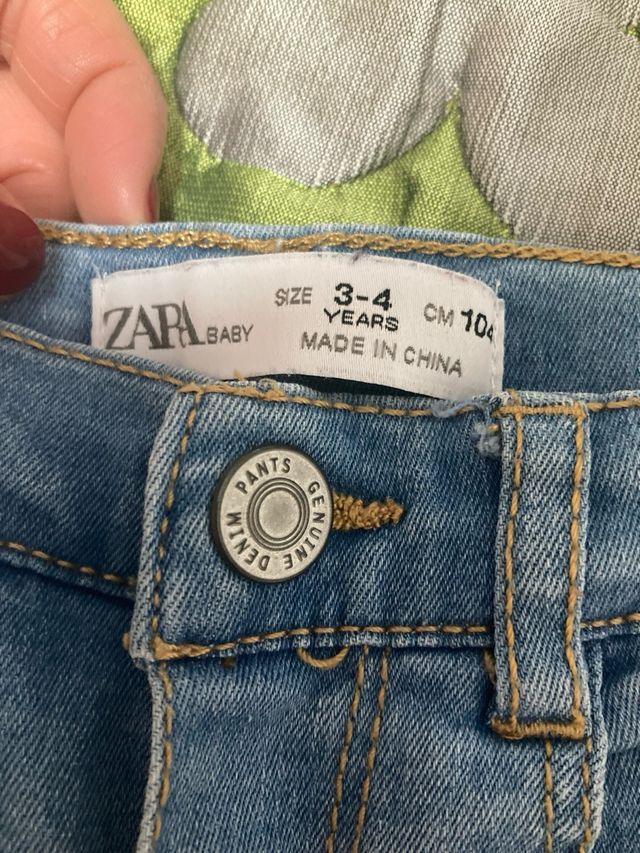 ZARA BABY
SIZE 3-4 YEARS CM 104
MADE IN CHINA
PANTS GENUINE DENIM